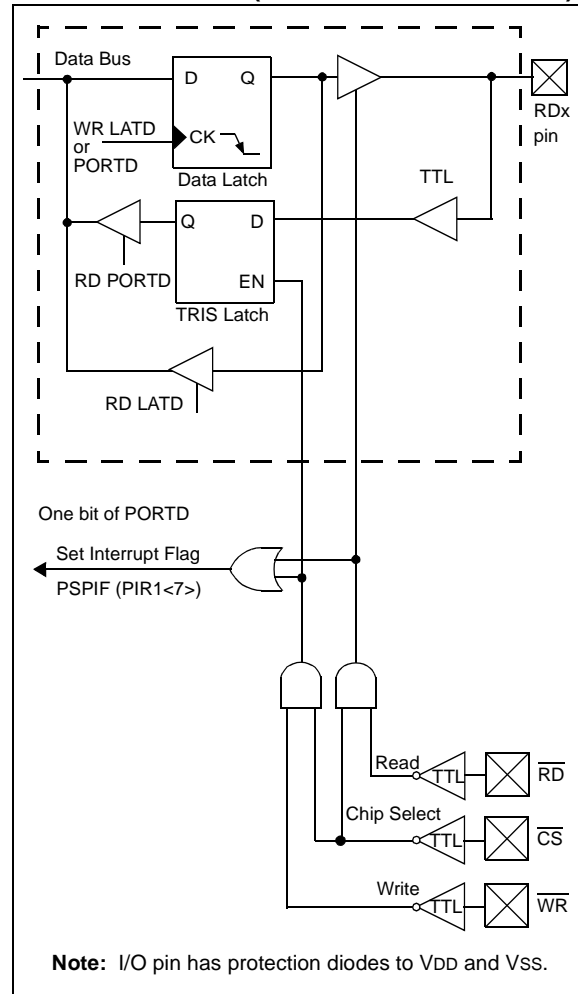 Data Bus
D Q
RDx
pin
WR LATD
or
PORTD
CK
Data Latch
TTL
Q D
RD PORTD
EN
TRIS Latch
RD LATD
One bit of PORTD
Set Interrupt Flag
PSPIF (PIR1<7>)
Read
TTL
RD
Chip Select
TTL
CS
Write
TTL
WR
Note: I/O pin has protection diodes to VDD and VSS.